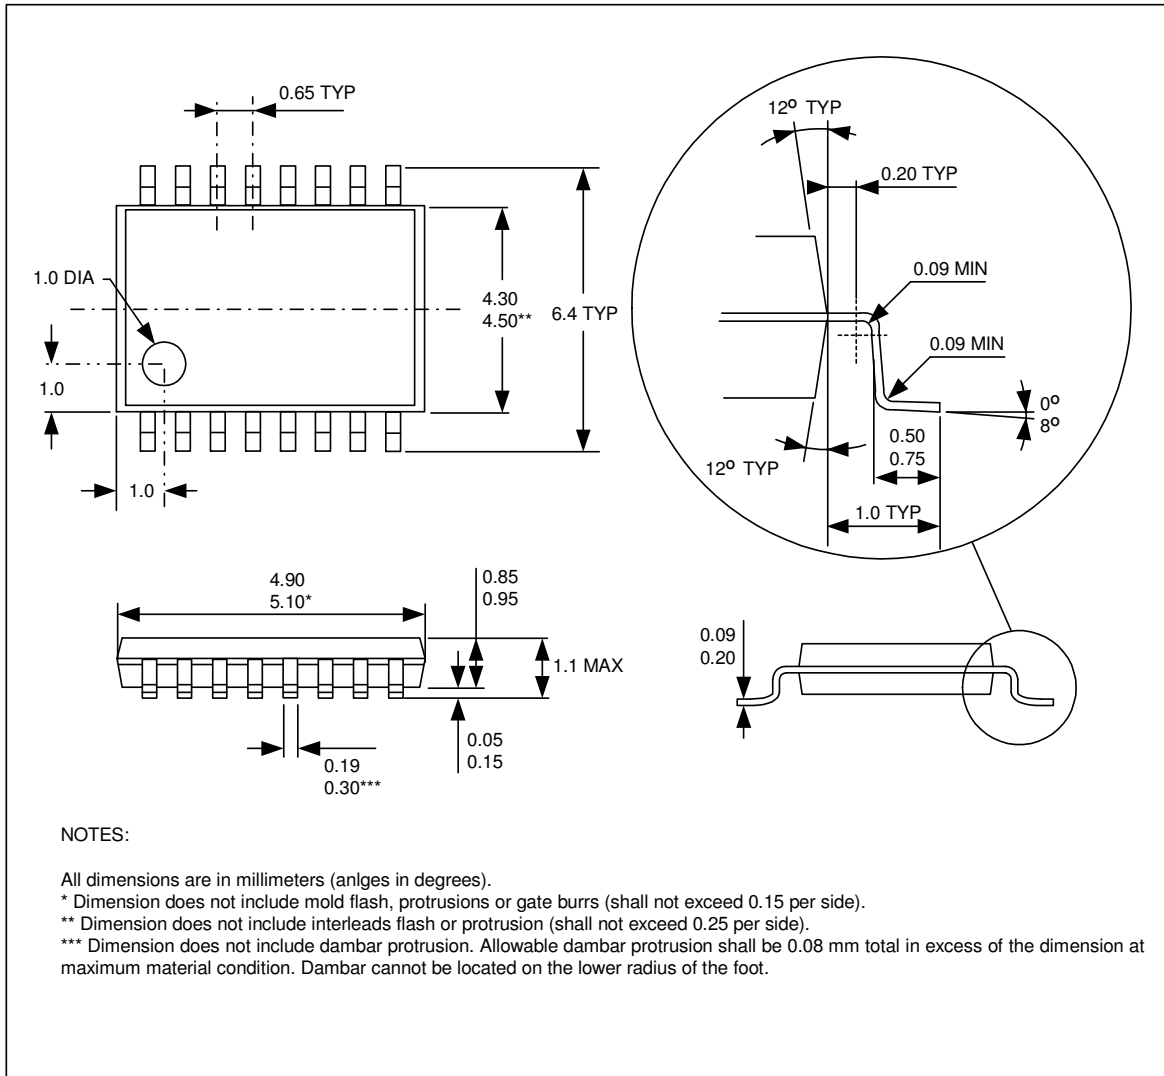 0.65 TYP
12º TYP
0.20 TYP
1.0 DIA
0.09 MIN
4.30
4.50**
6.4 TYP
0.09 MIN
1.0
0º
8º
0.50
0.75
12º TYP
1.0
1.0 TYP
4.90
5.10*
0.85
0.95
1.1 MAX
0.09
0.20
0.05
0.15
0.19
0.30***
NOTES:
All dimensions are in millimeters (anlges in degrees).
* Dimension does not include mold flash, protrusions or gate burrs (shall not exceed 0.15 per side).
** Dimension does not include interleads flash or protrusion (shall not exceed 0.25 per side).
*** Dimension does not include dambar protrusion. Allowable dambar protrusion shall be 0.08 mm total in excess of the dimension at
maximum material condition. Dambar cannot be located on the lower radius of the foot.